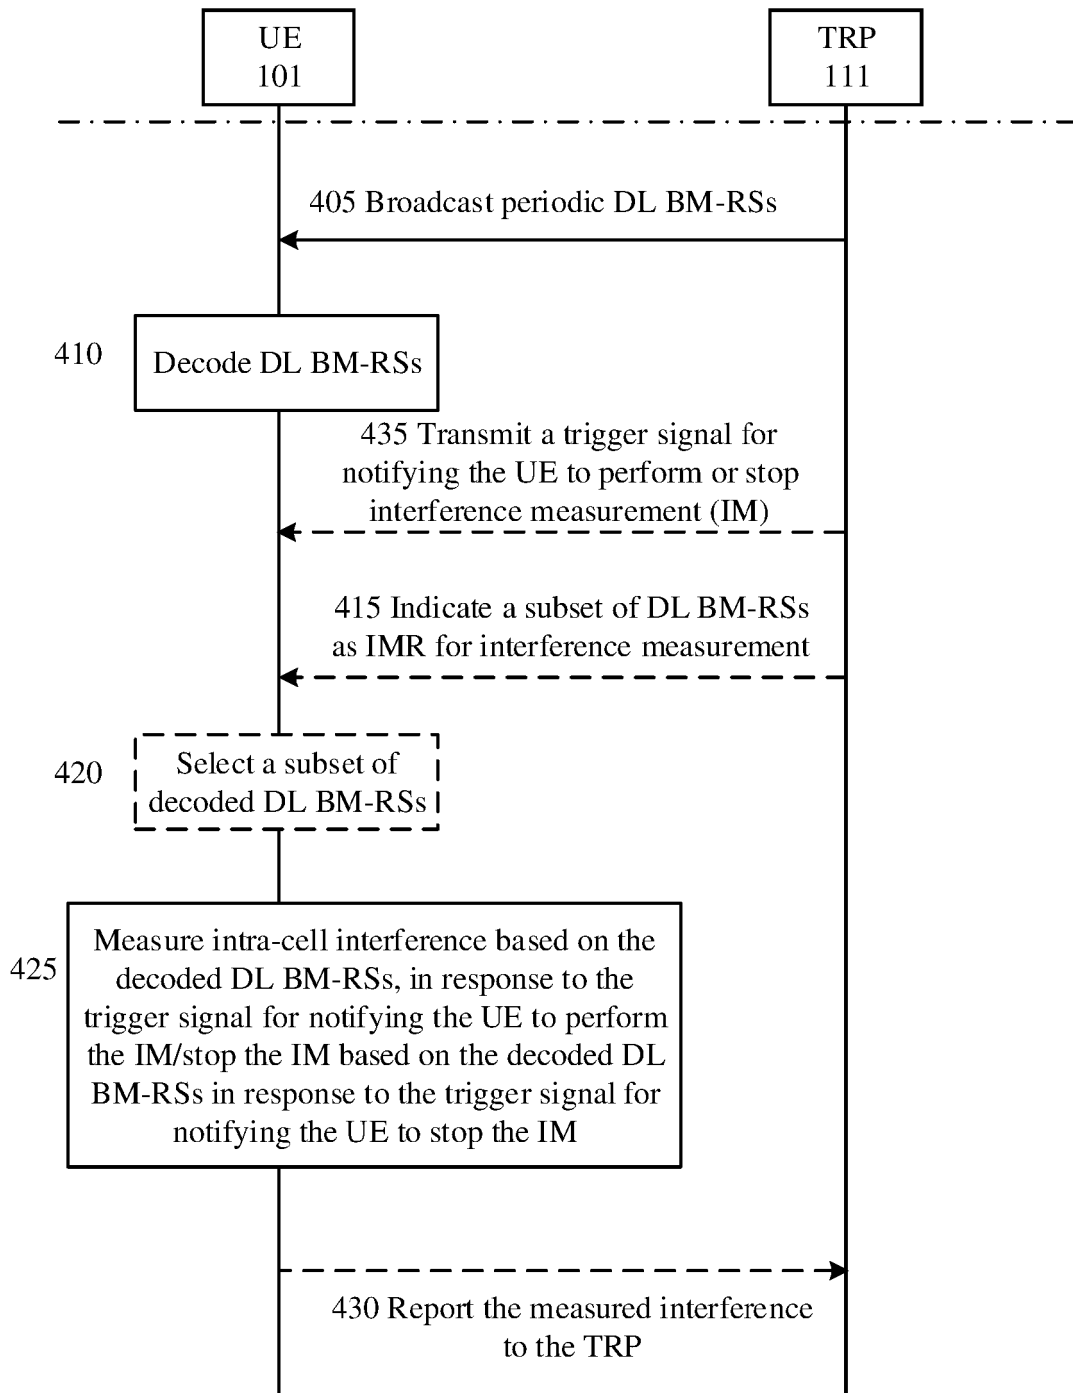 UE
101
TRP
111
405 Broadcast periodic DL BM-RSs
410
Decode DL BM-RSs
435 Transmit a trigger signal for
notifying the UE to perform or stop
interference measurement (IM)
415 Indicate a subset of DL BM-RSs
as IMR for interference measurement
420
Select a subset of
decoded DL BM-RSs
425
Measure intra-cell interference based on the
decoded DL BM-RSs, in response to the
trigger signal for notifying the UE to perform
the IM/stop the IM based on the decoded DL
BM-RSs in response to the trigger signal for
notifying the UE to stop the IM
430 Report the measured interference
to the TRP